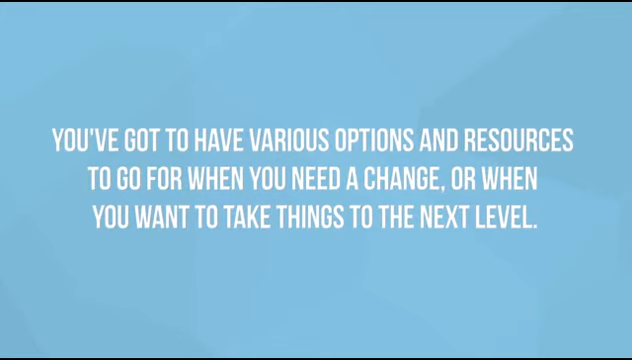 YOU'VE GOT TO HAVE VARIOUS OPTIONS AND RESOURCES
TO GO FOR WHEN YOU NEED A CHANGE, OR WHEN
YOU WANT TO TAKE THINGS TO THE NEXT LEVEL.